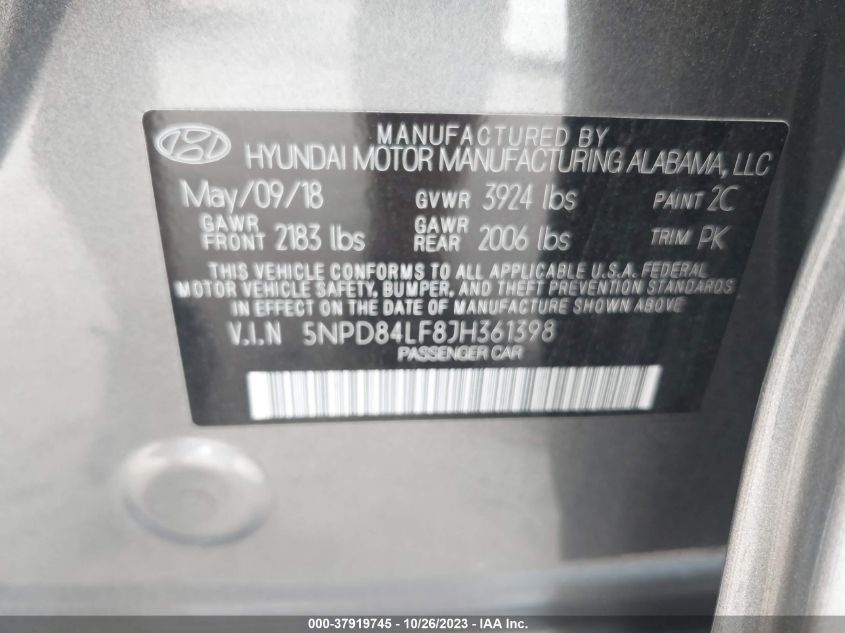 MANUFACTURED BY
HYUNDAI MOTOR MANUFACTURING ALABAMA, LLC
May/09/18 GVWR 3924 lbs PAINT 2C
GAWR FRONT 2183 lbs GAWR REAR 2006 lbs TRIM PK
THIS VEHICLE CONFORMS TO ALL APPLICABLE U.S.A. FEDERAL
MOTOR VEHICLE SAFETY, BUMPER, AND THEFT PREVENTION STANDARDS
IN EFFECT ON THE DATE OF MANUFACTURE SHOWN ABOVE.
V.I.N 5NPD84LF8JH361398
PASSENGER CAR
000-37919745 - 10/26/2023 - IAA Inc.